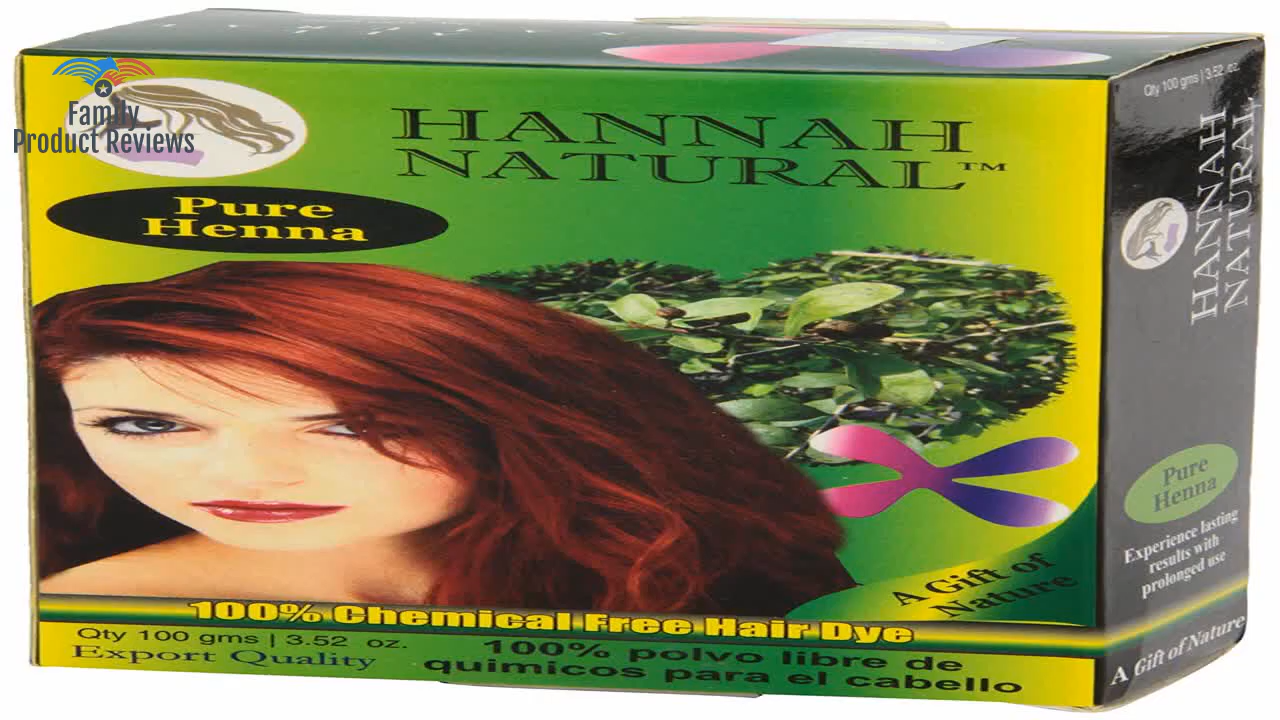 Family
Product Reviews
HANNAH
NATURAL™
Pure
Henna
A Gift of
Nature
100% Chemical Free Hair Dye
Qty 100 gms | 3.52 oz.
Export Quality
100% polvo libre de
quimicos para el cabello
Qty 100 gms | 3.52 oz.
HANNAH
NATURAL
Pure
Henna
Experience lasting
results with
prolonged use
A Gift of Nature